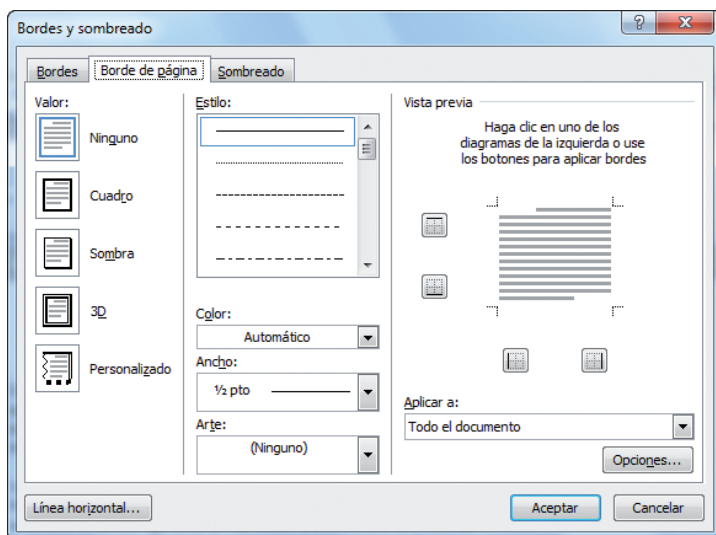 Bordes y sombreado
Bordes
Borde de página
Sombreado
Valor:
Ninguno
Cuadro
Sombra
3D
Personalizado
Estilo:
Color:
Automático
Ancho:
½ pto
Arte:
(Ninguno)
Vista previa
Haga clic en uno de los
diagramas de la izquierda o use
los botones para aplicar bordes
Aplicar a:
Todo el documento
Opciones...
Línea horizontal...
Aceptar
Cancelar